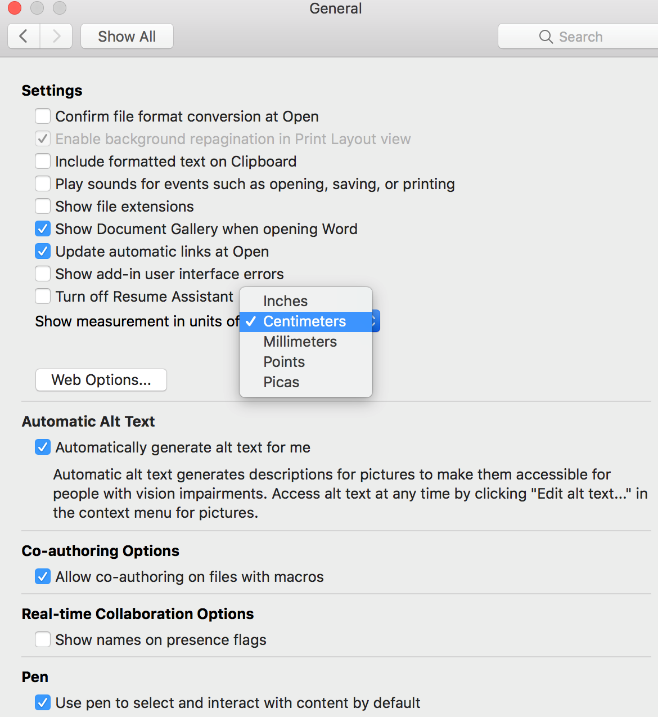 General
Show All
Search
Settings
Confirm file format conversion at Open
Enable background repagination in Print Layout view
Include formatted text on Clipboard
Play sounds for events such as opening, saving, or printing
Show file extensions
Show Document Gallery when opening Word
Update automatic links at Open
Show add-in user interface errors
Turn off Resume Assistant
Show measurement in units of
Inches
Centimeters
Millimeters
Points
Picas
Web Options...
Automatic Alt Text
Automatically generate alt text for me
Automatic alt text generates descriptions for pictures to make them accessible for
people with vision impairments. Access alt text at any time by clicking "Edit alt text..." in
the context menu for pictures.
Co-authoring Options
Allow co-authoring on files with macros
Real-time Collaboration Options
Show names on presence flags
Pen
Use pen to select and interact with content by default